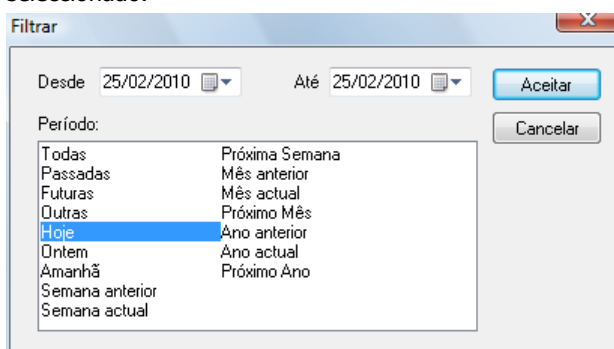 Filtrar
Desde 25/02/2010 Até 25/02/2010 Aceitar
Período: Cancelar
Todas Próxima Semana
Passadas Mês anterior
Futuras Mês actual
Outras Próximo Mês
Hoje Ano anterior
Ontem Ano actual
Amanhã Próximo Ano
Semana anterior
Semana actual